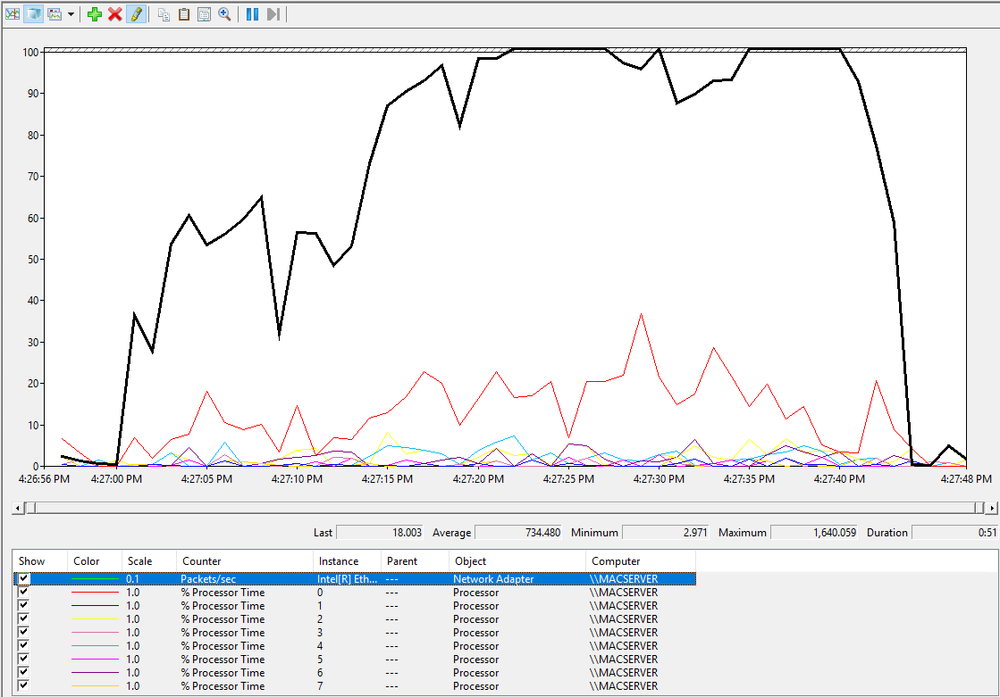 100
90
80
70
60
50
40
30
20
10
0
4:26:56 PM 4:27:00 PM 4:27:05 PM 4:27:10 PM 4:27:15 PM 4:27:20 PM 4:27:25 PM 4:27:30 PM 4:27:35 PM 4:27:40 PM 4:27:48 PM
Last 18.003 Average 734.480 Minimum 2.971 Maximum 1,640.059 Duration 0:51
Show Color Scale Counter Instance Parent Object Computer
0.1 Packets/sec Intel[R] Eth... --- Network Adapter \\MACSERVER
1.0 % Processor Time 0 --- Processor \\MACSERVER
1.0 % Processor Time 1 --- Processor \\MACSERVER
1.0 % Processor Time 2 --- Processor \\MACSERVER
1.0 % Processor Time 3 --- Processor \\MACSERVER
1.0 % Processor Time 4 --- Processor \\MACSERVER
1.0 % Processor Time 5 --- Processor \\MACSERVER
1.0 % Processor Time 6 --- Processor \\MACSERVER
1.0 % Processor Time 7 --- Processor \\MACSERVER